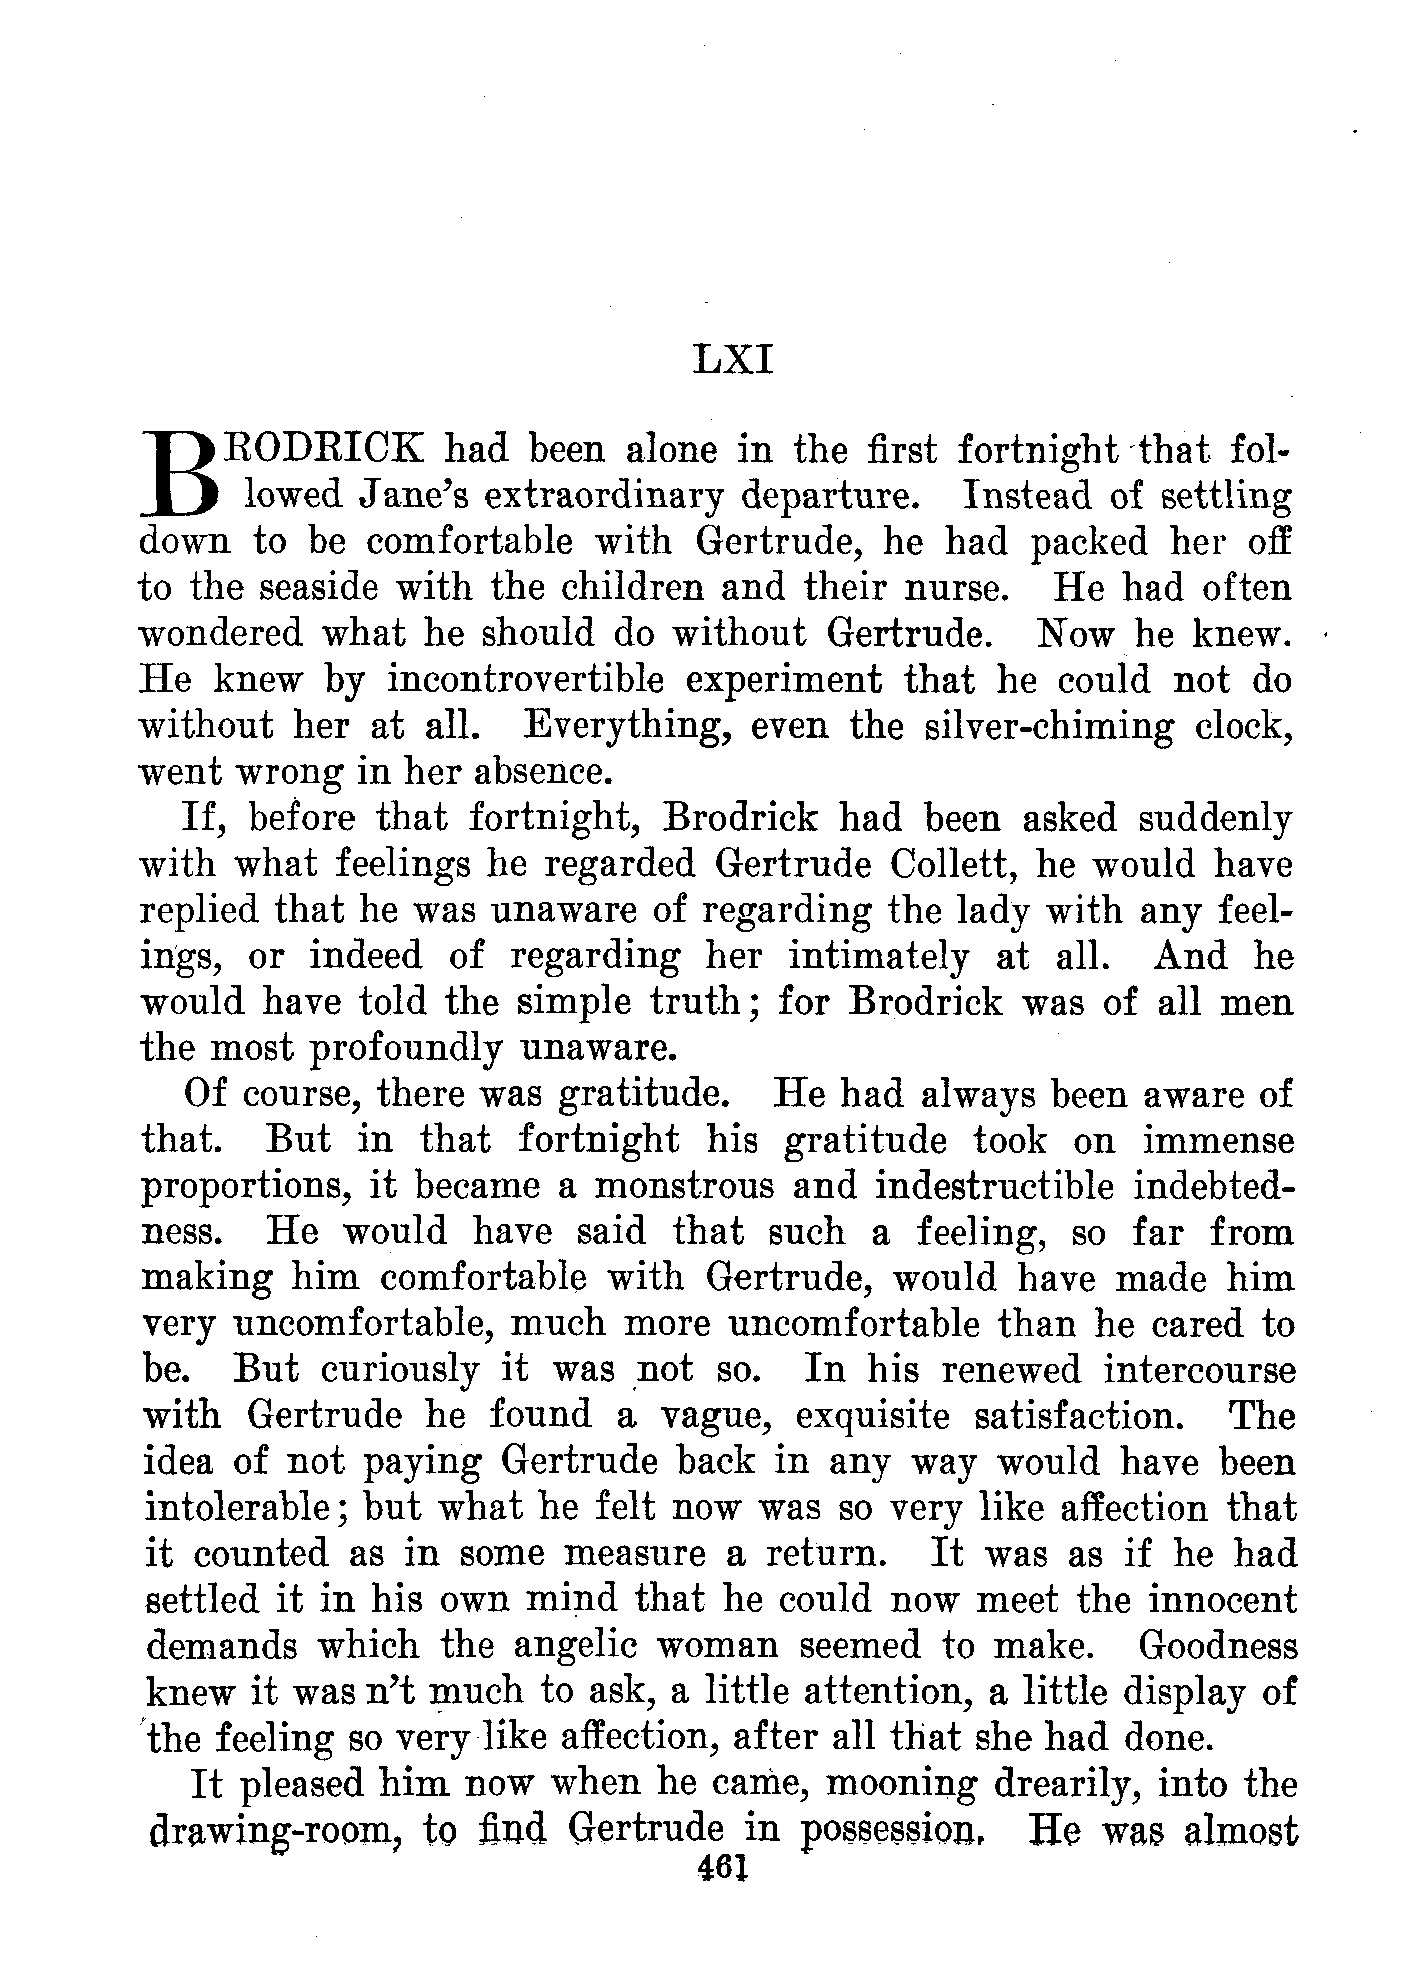 LXI
BRODRICK had been alone in the first fortnight that fol-
lowed Jane's extraordinary departure. Instead of settling
down to be comfortable with Gertrude, he had packed her off
to the seaside with the children and their nurse. He had often
wondered what he should do without Gertrude. Now he knew.
He knew by incontrovertible experiment that he could not do
without her at all. Everything, even the silver-chiming clock,
went wrong in her absence.
If, before that fortnight, Brodrick had been asked suddenly
with what feelings he regarded Gertrude Collett, he would have
replied that he was unaware of regarding the lady with any feel-
ings, or indeed of regarding her intimately at all. And he
would have told the simple truth; for Brodrick was of all men
the most profoundly unaware.
Of course, there was gratitude. He had always been aware of
that. But in that fortnight his gratitude took on immense
proportions, it became a monstrous and indestructible indebted-
ness. He would have said that such a feeling, so far from
making him comfortable with Gertrude, would have made him
very uncomfortable, much more uncomfortable than he cared to
be. But curiously it was not so. In his renewed intercourse
with Gertrude he found a vague, exquisite satisfaction. The
idea of not paying Gertrude back in any way would have been
intolerable; but what he felt now was so very like affection that
it counted as in some measure a return. It was as if he had
settled it in his own mind that he could now meet the innocent
demands which the angelic woman seemed to make. Goodness
knew it was n't much to ask, a little attention, a little display of
the feeling so very like affection, after all that she had done.
It pleased him now when he came, mooning drearily, into the
drawing-room, to find Gertrude in possession. He was almost
461